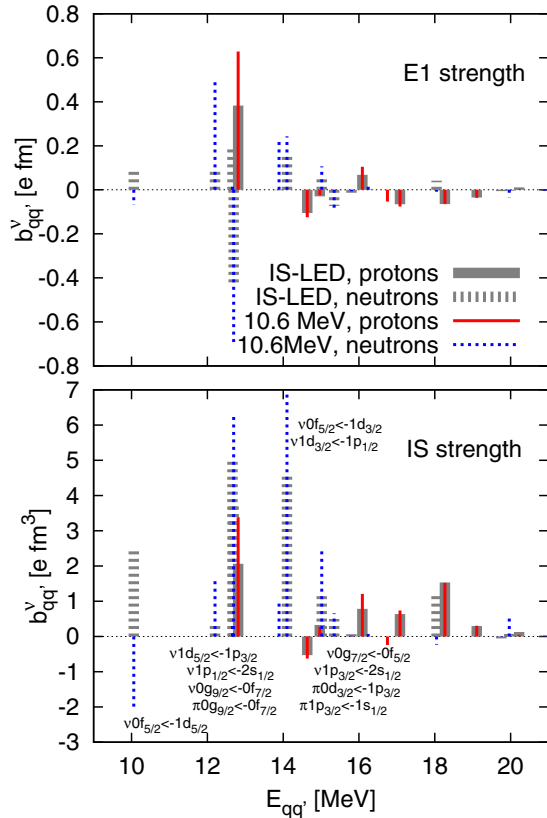 0.8
0.6
0.4
0.2
0
-0.2
-0.4
-0.6
-0.8
b^ν_qq' [e fm]
E1 strength
IS-LED, protons
IS-LED, neutrons
10.6 MeV, protons
10.6MeV, neutrons
7
6
5
4
3
2
1
0
-1
-2
-3
b^ν_qq' [e fm^3]
IS strength
ν0f5/2<-1d3/2
ν1d3/2<-1p1/2
ν1d5/2<-1p3/2
ν1p1/2<-2s1/2
ν0g9/2<-0f7/2
π0g9/2<-0f7/2
ν0f5/2<-1d5/2
ν0g7/2<-0f5/2
ν1p3/2<-2s1/2
π0d3/2<-1p3/2
π1p3/2<-1s1/2
10 12 14 16 18 20
E_qq' [MeV]